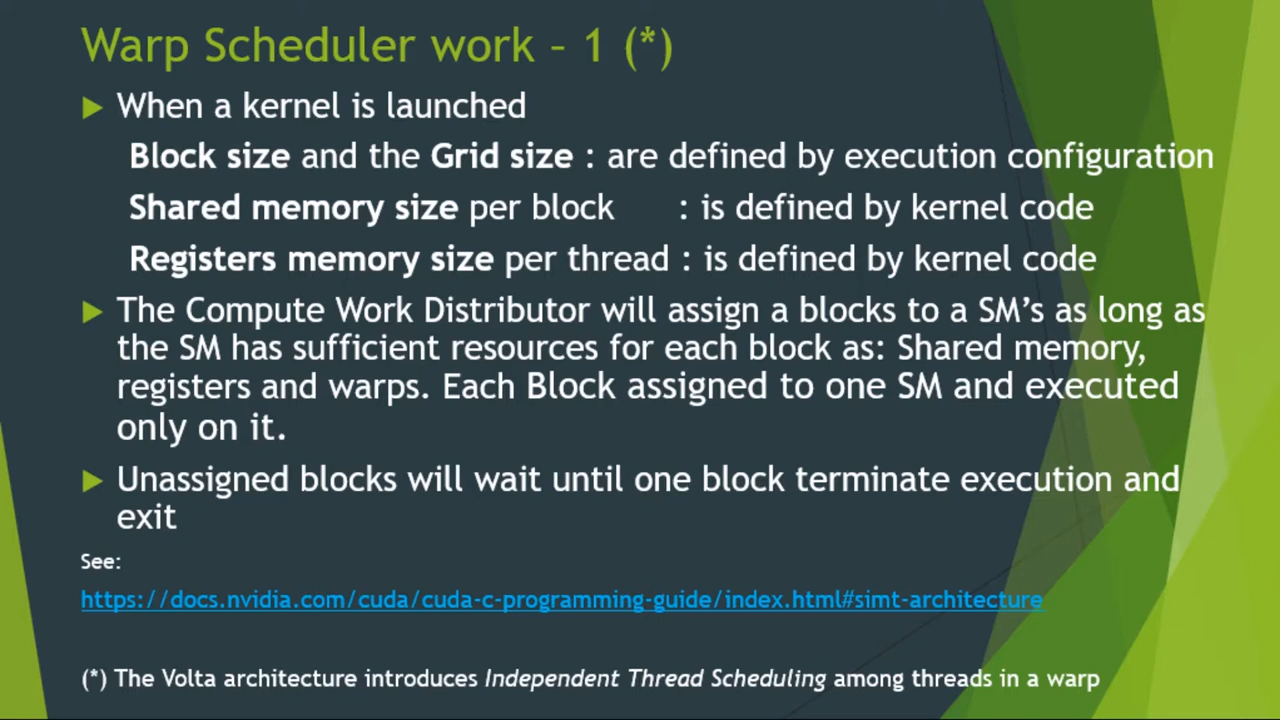 Warp Scheduler work – 1 (*)
When a kernel is launched
Block size and the Grid size : are defined by execution configuration
Shared memory size per block : is defined by kernel code
Registers memory size per thread : is defined by kernel code
The Compute Work Distributor will assign a blocks to a SM's as long as
the SM has sufficient resources for each block as: Shared memory,
registers and warps. Each Block assigned to one SM and executed
only on it.
Unassigned blocks will wait until one block terminate execution and
exit
See:
https://docs.nvidia.com/cuda/cuda-c-programming-guide/index.html#simt-architecture
(*) The Volta architecture introduces Independent Thread Scheduling among threads in a warp